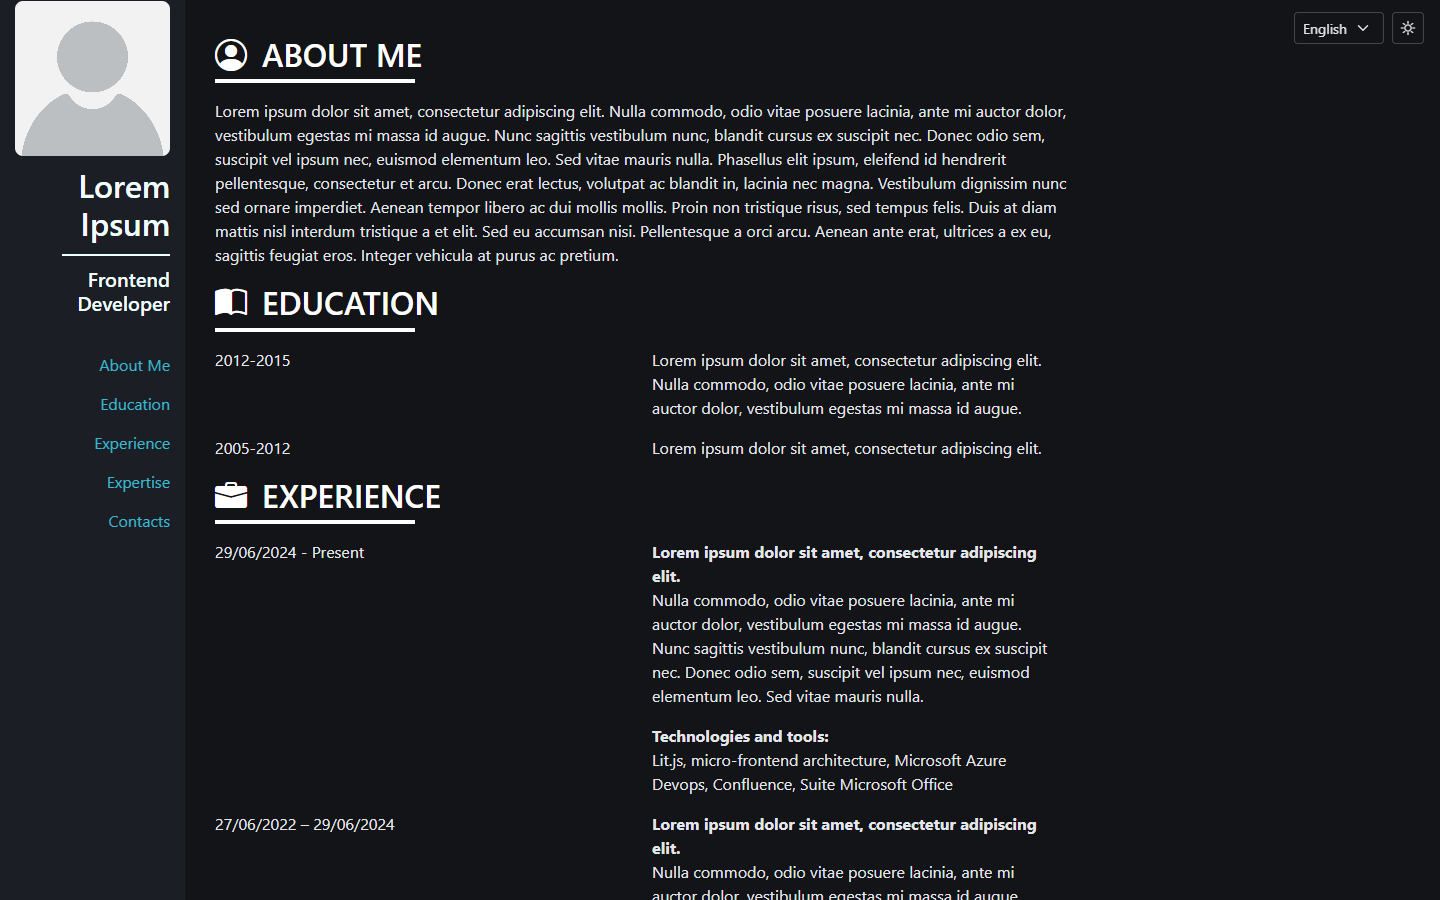 Lorem
Ipsum
Frontend
Developer
About Me
Education
Experience
Expertise
Contacts
English
ABOUT ME
Lorem ipsum dolor sit amet, consectetur adipiscing elit. Nulla commodo, odio vitae posuere lacinia, ante mi auctor dolor,
vestibulum egestas mi massa id augue. Nunc sagittis vestibulum nunc, blandit cursus ex suscipit nec. Donec odio sem,
suscipit vel ipsum nec, euismod elementum leo. Sed vitae mauris nulla. Phasellus elit ipsum, eleifend id hendrerit
pellentesque, consectetur et arcu. Donec erat lectus, volutpat ac blandit in, lacinia nec magna. Vestibulum dignissim nunc
sed ornare imperdiet. Aenean tempor libero ac dui mollis mollis. Proin non tristique risus, sed tempus felis. Duis at diam
mattis nisl interdum tristique a et elit. Sed eu accumsan nisi. Pellentesque a orci arcu. Aenean ante erat, ultrices a ex eu,
sagittis feugiat eros. Integer vehicula at purus ac pretium.
EDUCATION
2012-2015
Lorem ipsum dolor sit amet, consectetur adipiscing elit.
Nulla commodo, odio vitae posuere lacinia, ante mi
auctor dolor, vestibulum egestas mi massa id augue.
2005-2012
Lorem ipsum dolor sit amet, consectetur adipiscing elit.
EXPERIENCE
29/06/2024 - Present
Lorem ipsum dolor sit amet, consectetur adipiscing
elit.
Nulla commodo, odio vitae posuere lacinia, ante mi
auctor dolor, vestibulum egestas mi massa id augue.
Nunc sagittis vestibulum nunc, blandit cursus ex suscipit
nec. Donec odio sem, suscipit vel ipsum nec, euismod
elementum leo. Sed vitae mauris nulla.
Technologies and tools:
Lit.js, micro-frontend architecture, Microsoft Azure
Devops, Confluence, Suite Microsoft Office
27/06/2022 – 29/06/2024
Lorem ipsum dolor sit amet, consectetur adipiscing
elit.
Nulla commodo, odio vitae posuere lacinia, ante mi
auctor dolor, vestibulum egestas mi massa id augue.